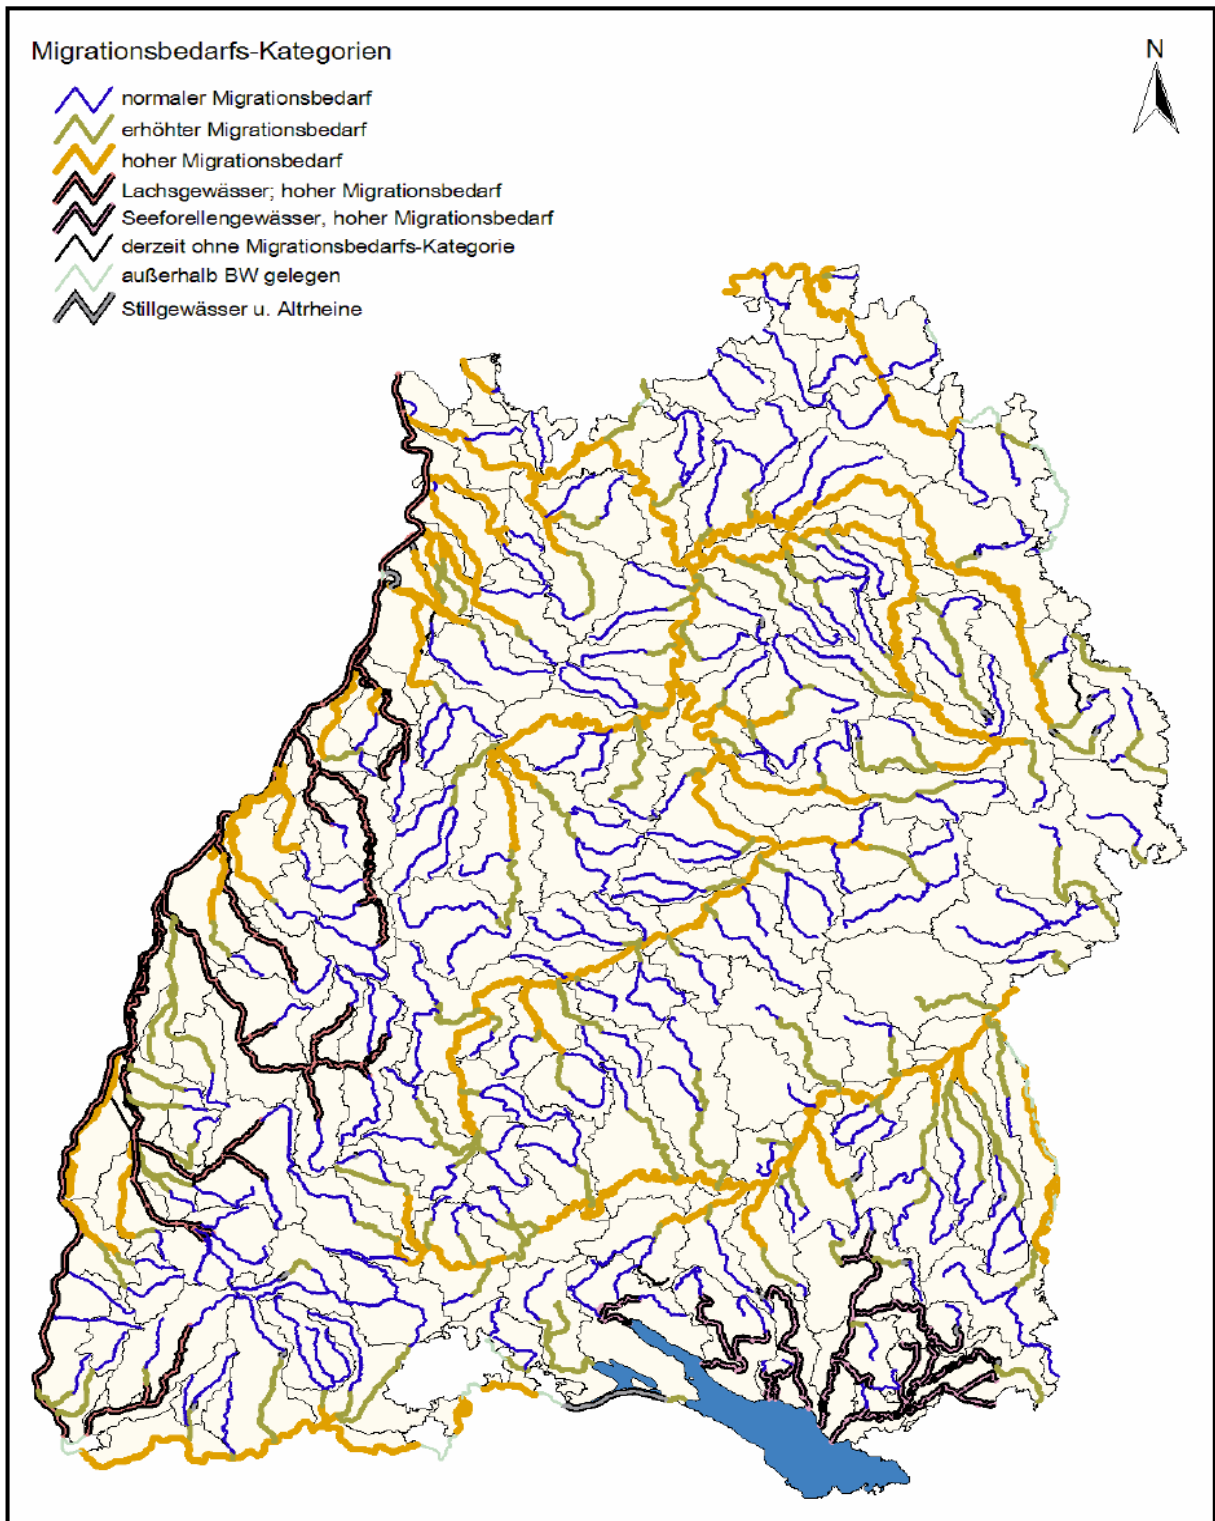 Migrationsbedarfs-Kategorien
N
normaler Migrationsbedarf
erhöhter Migrationsbedarf
hoher Migrationsbedarf
Lachsgewässer; hoher Migrationsbedarf
Seeforellengewässer, hoher Migrationsbedarf
derzeit ohne Migrationsbedarfs-Kategorie
außerhalb BW gelegen
Stillgewässer u. Altrheine